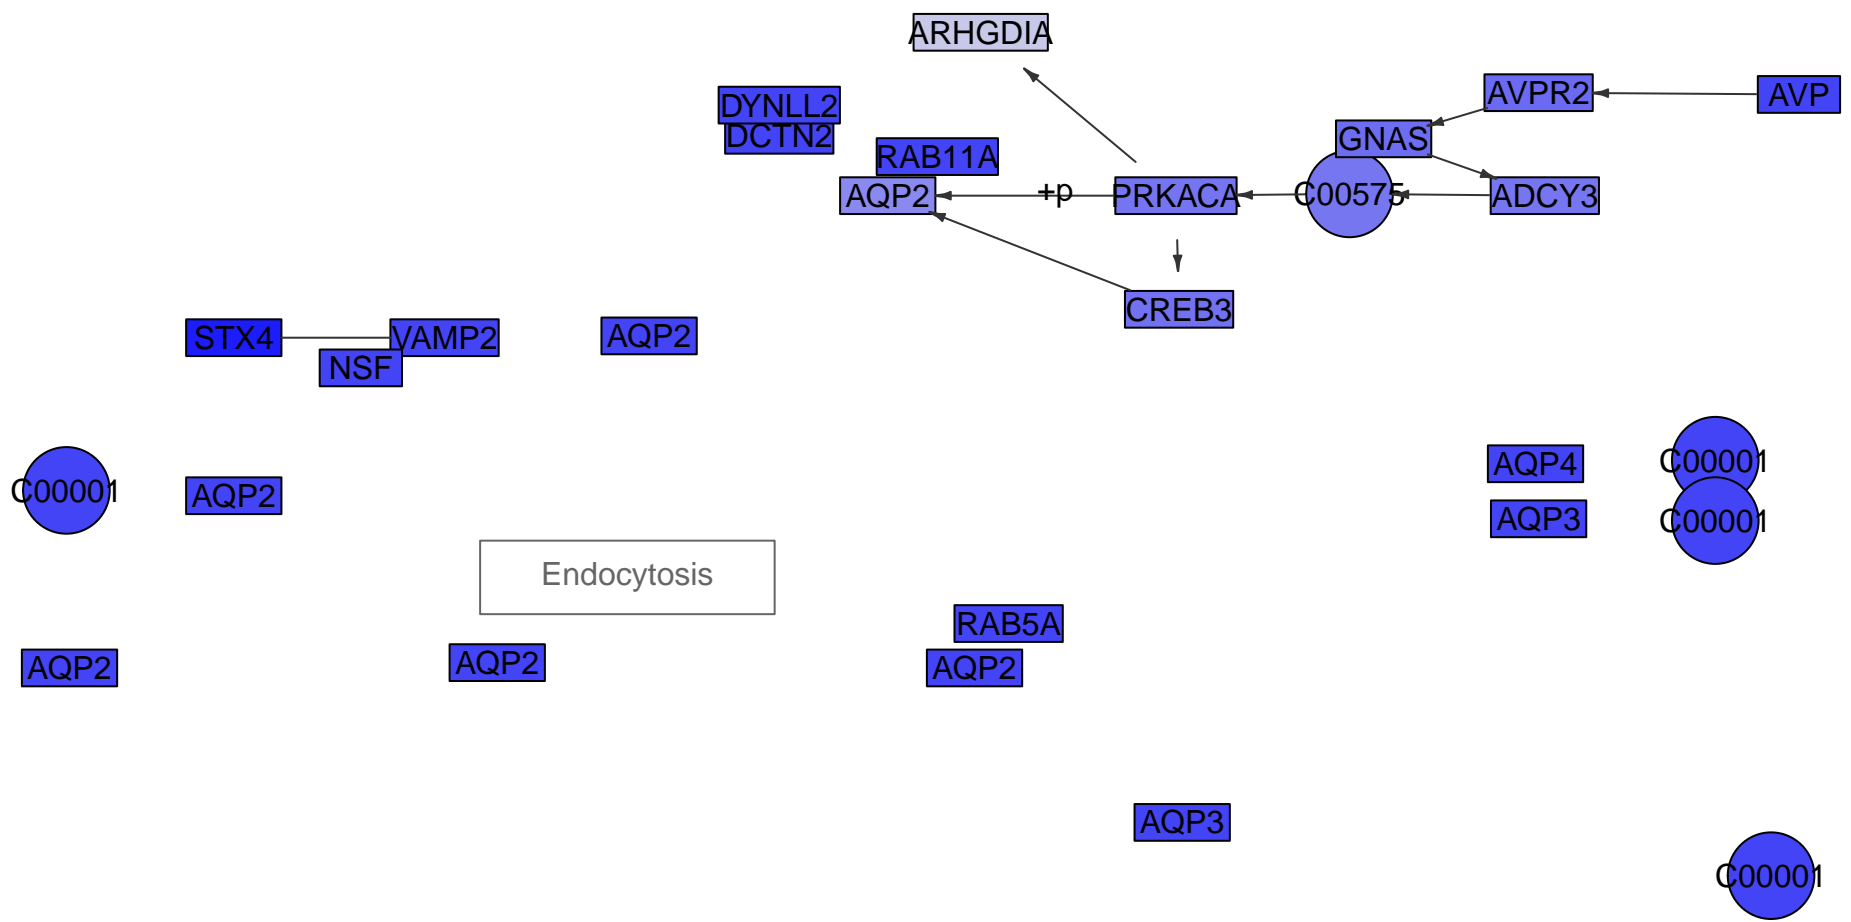 ARHGDIA
DYNLL2
AVPR2
AVP
DCTN2
GNAS
RAB11A
AQP2
+p
PRKACA
C00575
ADCY3
CREB3
STX4
VAMP2
AQP2
NSF
C00001
AQP2
AQP4
C00001
AQP3
C00001
Endocytosis
RAB5A
AQP2
AQP2
AQP2
AQP3
C00001